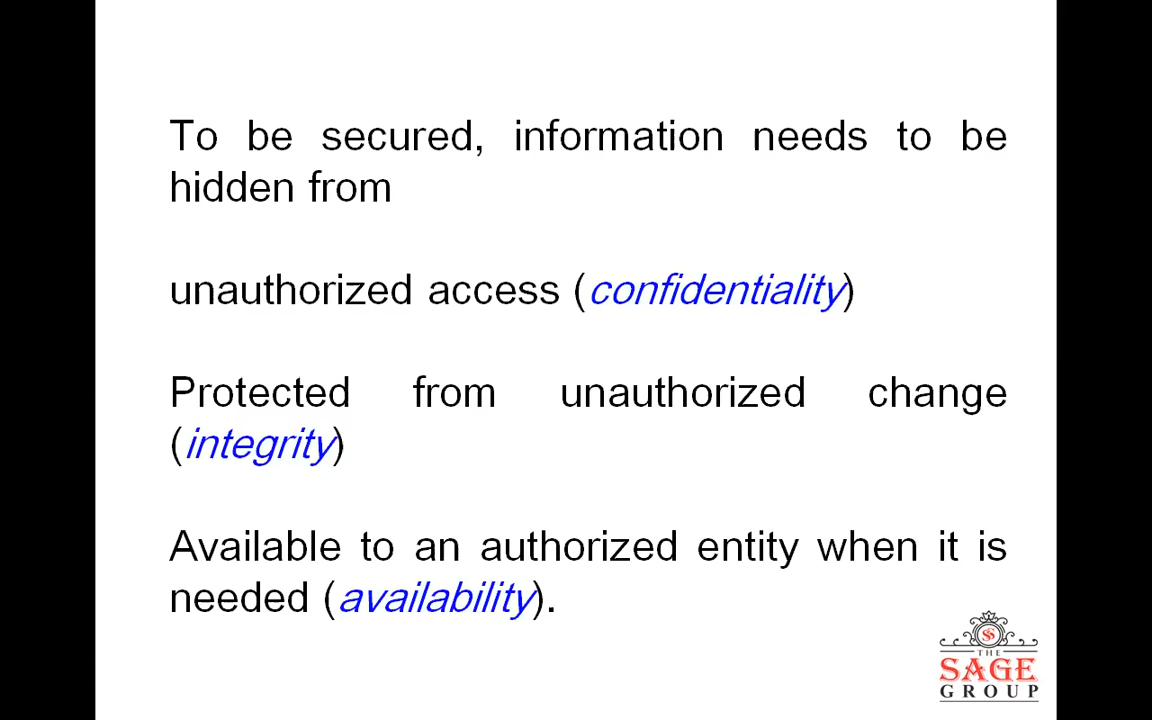 To be secured, information needs to be
hidden from
unauthorized access (confidentiality)
Protected from unauthorized change
(integrity)
Available to an authorized entity when it is
needed (availability).
SS
THE
SAGE
GROUP